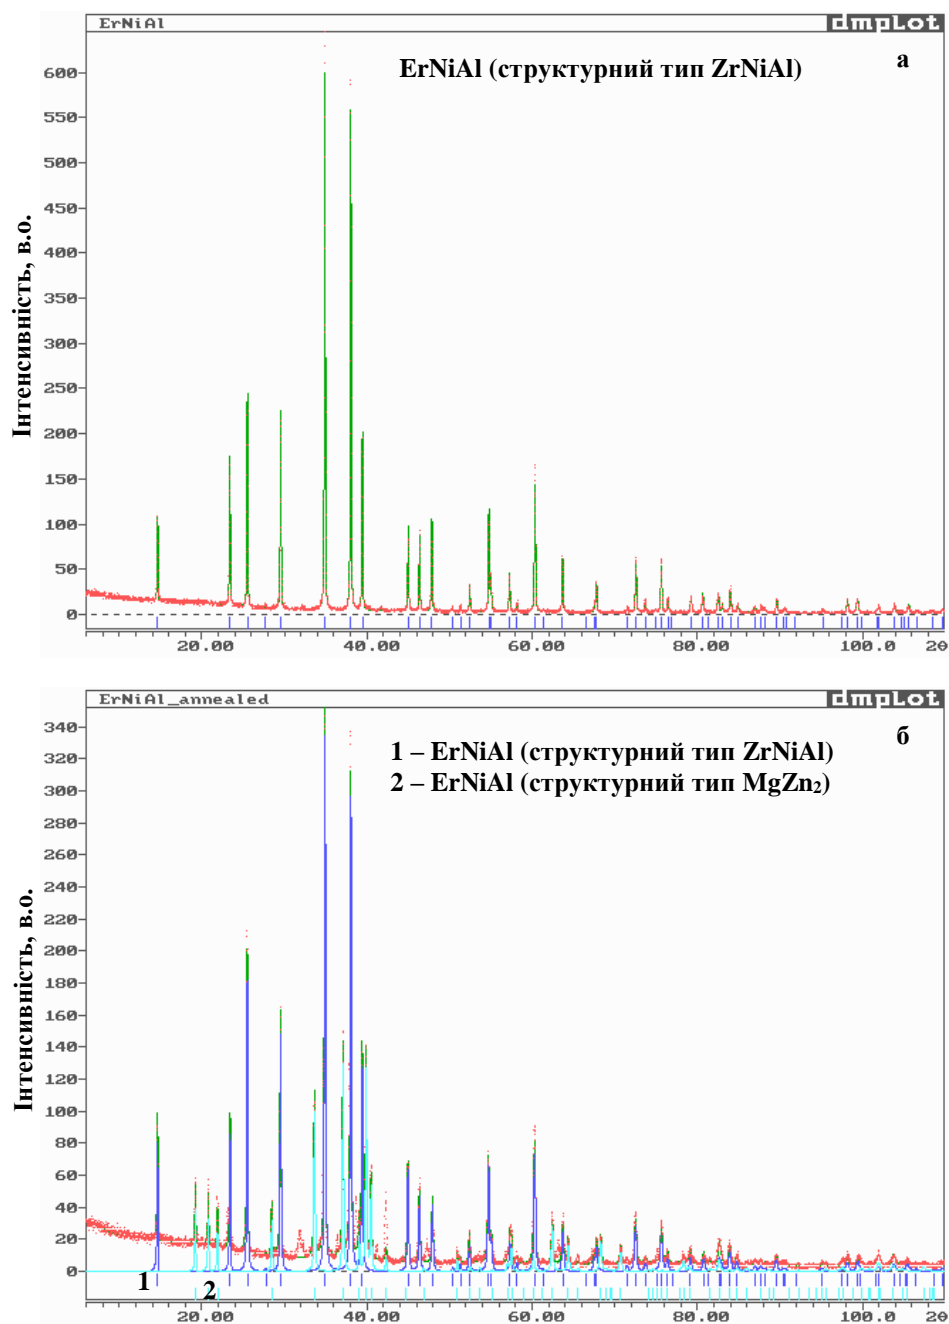 ErNiAl
dmpLot
ErNiAl (структурний тип ZrNiAl)
а
Інтенсивність, в.о.
600
550
500
450
400
350
300
250
200
150
100
50
0
20.00 40.00 60.00 80.00 100.0 2θ
ErNiAl_annealed
dmpLot
б
1 – ErNiAl (структурний тип ZrNiAl)
2 – ErNiAl (структурний тип MgZn₂)
Інтенсивність, в.о.
340
320
300
280
260
240
220
200
180
160
140
120
100
80
60
40
20
0
1
2
20.00 40.00 60.00 80.00 100.0 2θ